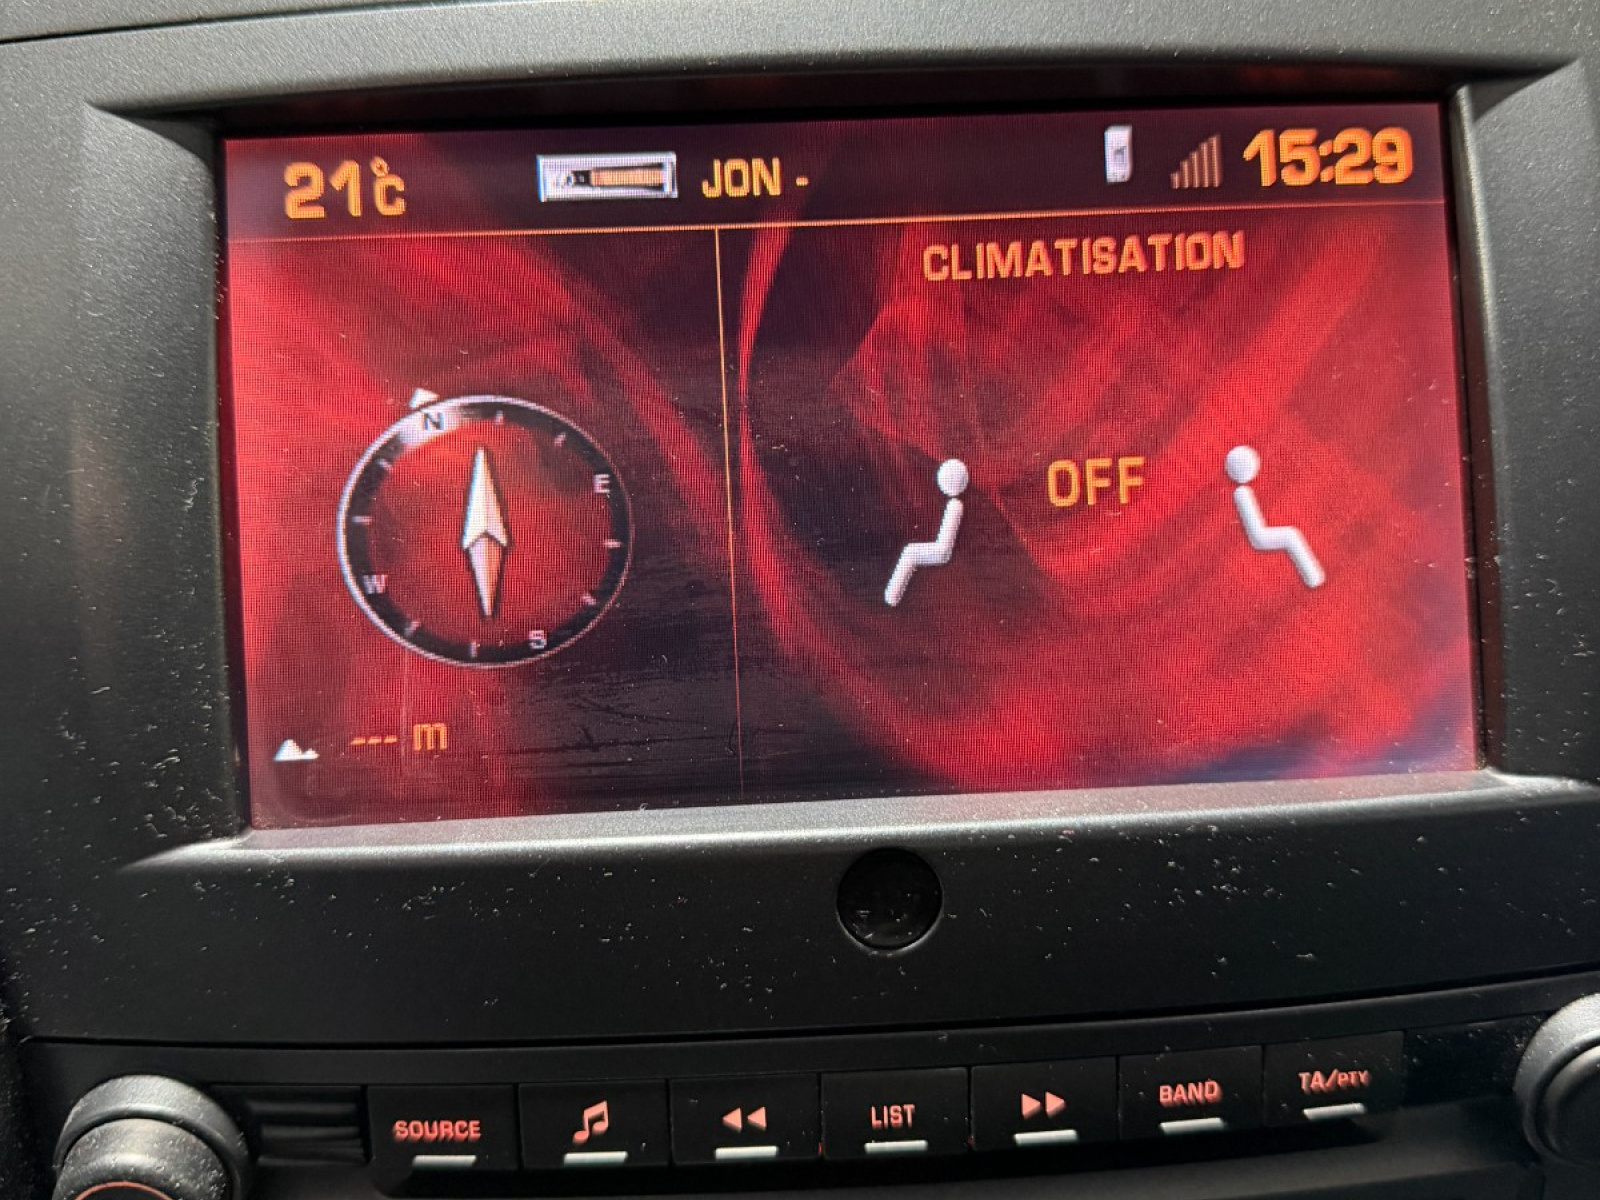 21°C JON - 15:29
CLIMATISATION
N
E
OFF
W
S
--- m
SOURCE
LIST
BAND
TA/PTY